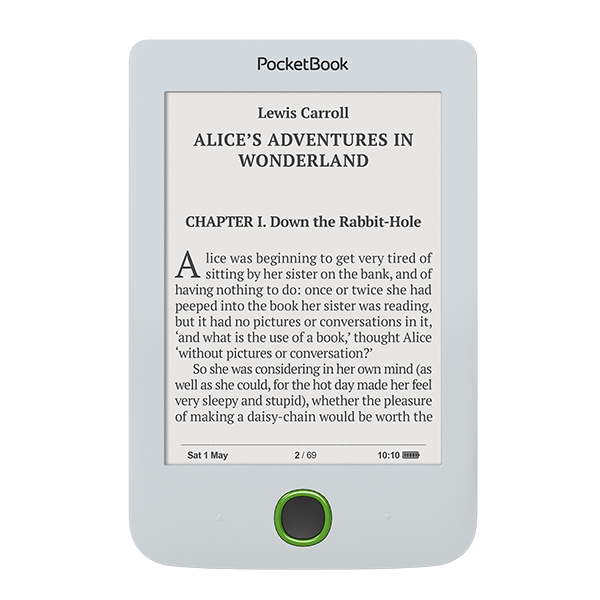 PocketBook
Lewis Carroll
ALICE'S ADVENTURES IN
WONDERLAND
CHAPTER I. Down the Rabbit-Hole
Alice was beginning to get very tired of
sitting by her sister on the bank, and of
having nothing to do: once or twice she had
peeped into the book her sister was reading,
but it had no pictures or conversations in it,
‘and what is the use of a book,’ thought Alice
‘without pictures or conversation?’
So she was considering in her own mind (as
well as she could, for the hot day made her feel
very sleepy and stupid), whether the pleasure
of making a daisy-chain would be worth the
Sat 1 May 2 / 69 10:10